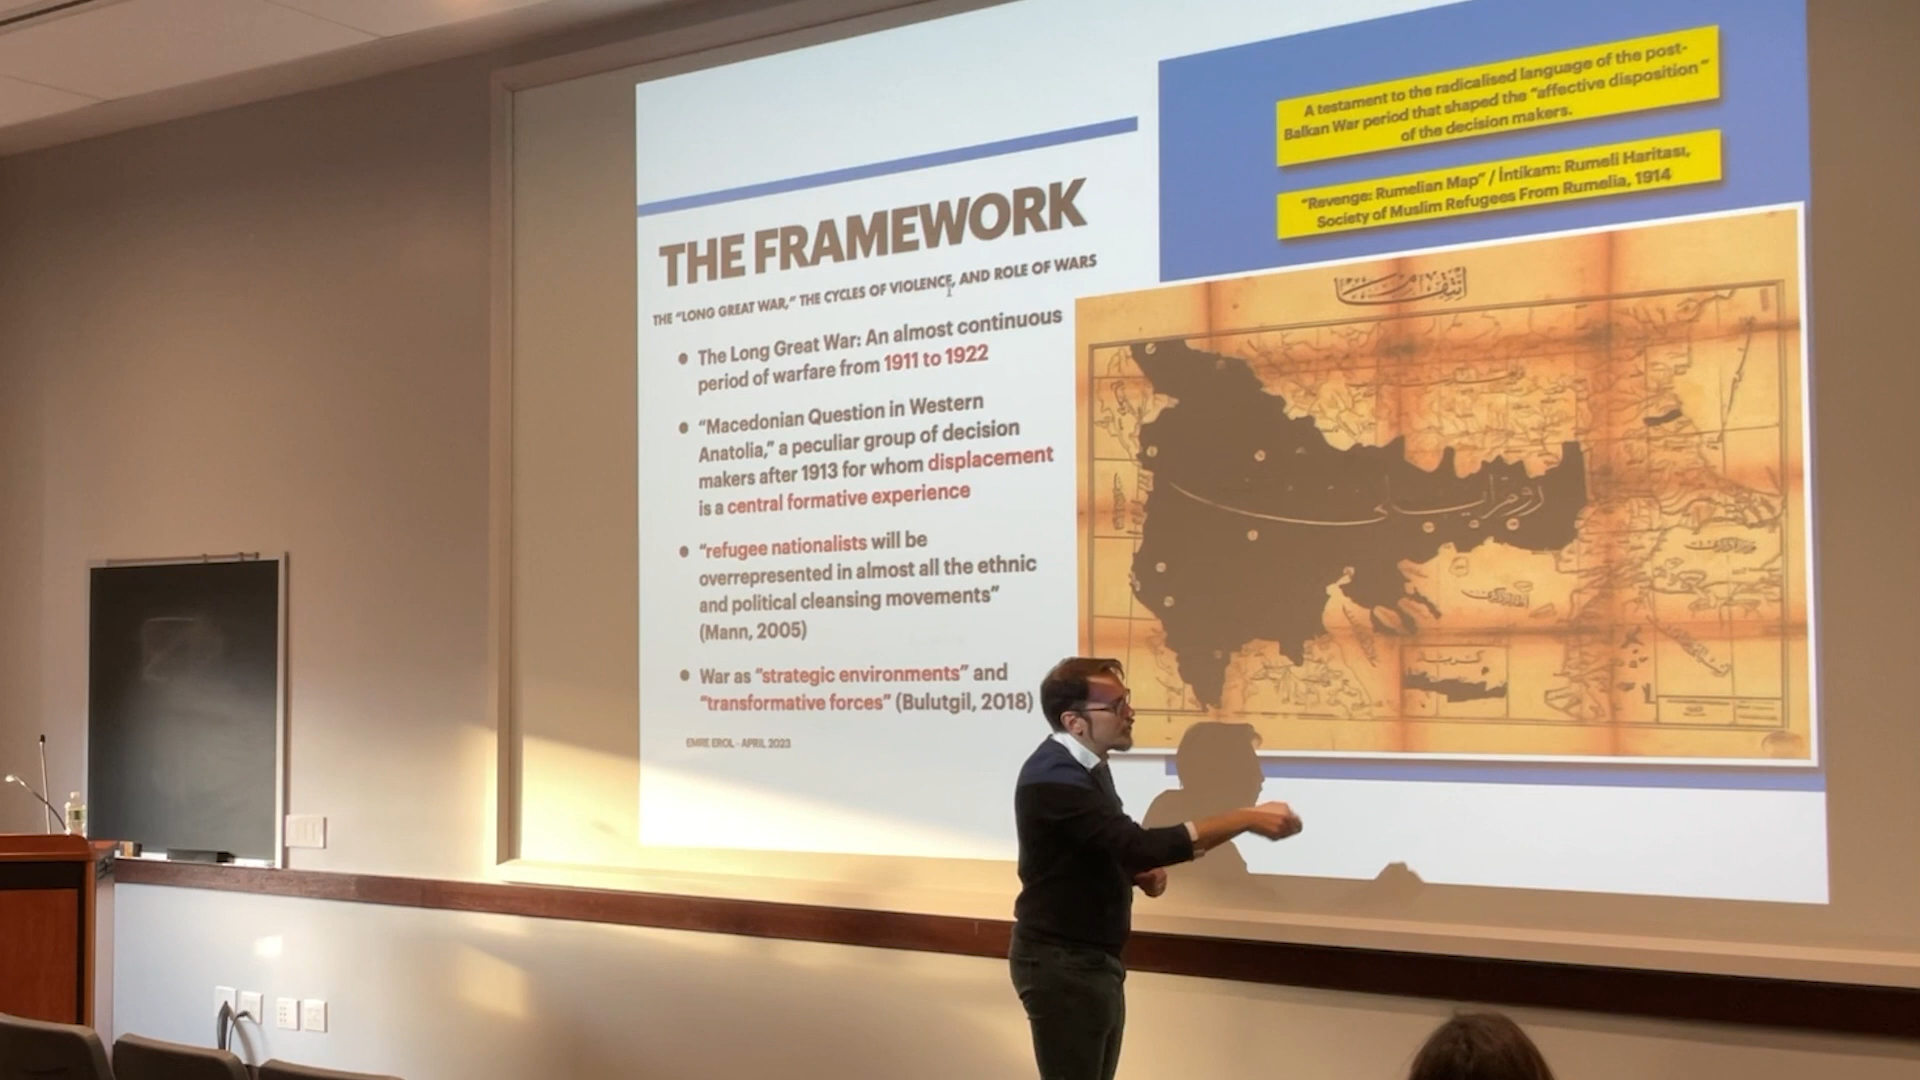 THE FRAMEWORK
THE “LONG GREAT WAR,” THE CYCLES OF VIOLENCE, AND ROLE OF WARS
● The Long Great War: An almost continuous
period of warfare from 1911 to 1922
● “Macedonian Question in Western
Anatolia,” a peculiar group of decision
makers after 1913 for whom displacement
is a central formative experience
● “refugee nationalists will be
overrepresented in almost all the ethnic
and political cleansing movements”
(Mann, 2005)
● War as “strategic environments” and
“transformative forces” (Bulutgil, 2018)
EMRE EROL - APRIL 2023
A testament to the radicalised language of the post-
Balkan War period that shaped the “affective disposition”
of the decision makers.
“Revenge: Rumelian Map” / İntikam: Rumeli Haritası,
Society of Muslim Refugees From Rumelia, 1914
روم ایلی